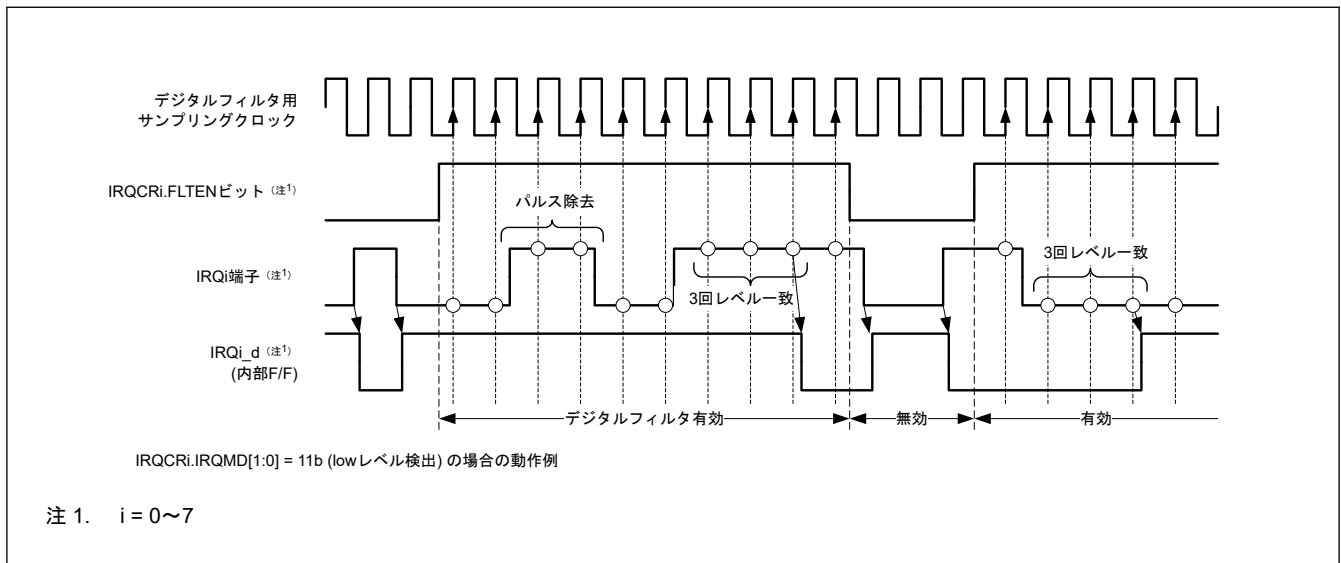 デジタルフィルタ用
サンプリングクロック
IRQCRi.FLTENビット（注1）
パルス除去
IRQi端子（注1）
3回レベル一致
3回レベル一致
IRQi_d（注1）
(内部F/F)
デジタルフィルタ有効
無効
有効
IRQCRi.IRQMD[1:0] = 11b (lowレベル検出) の場合の動作例
注 1. i = 0～7